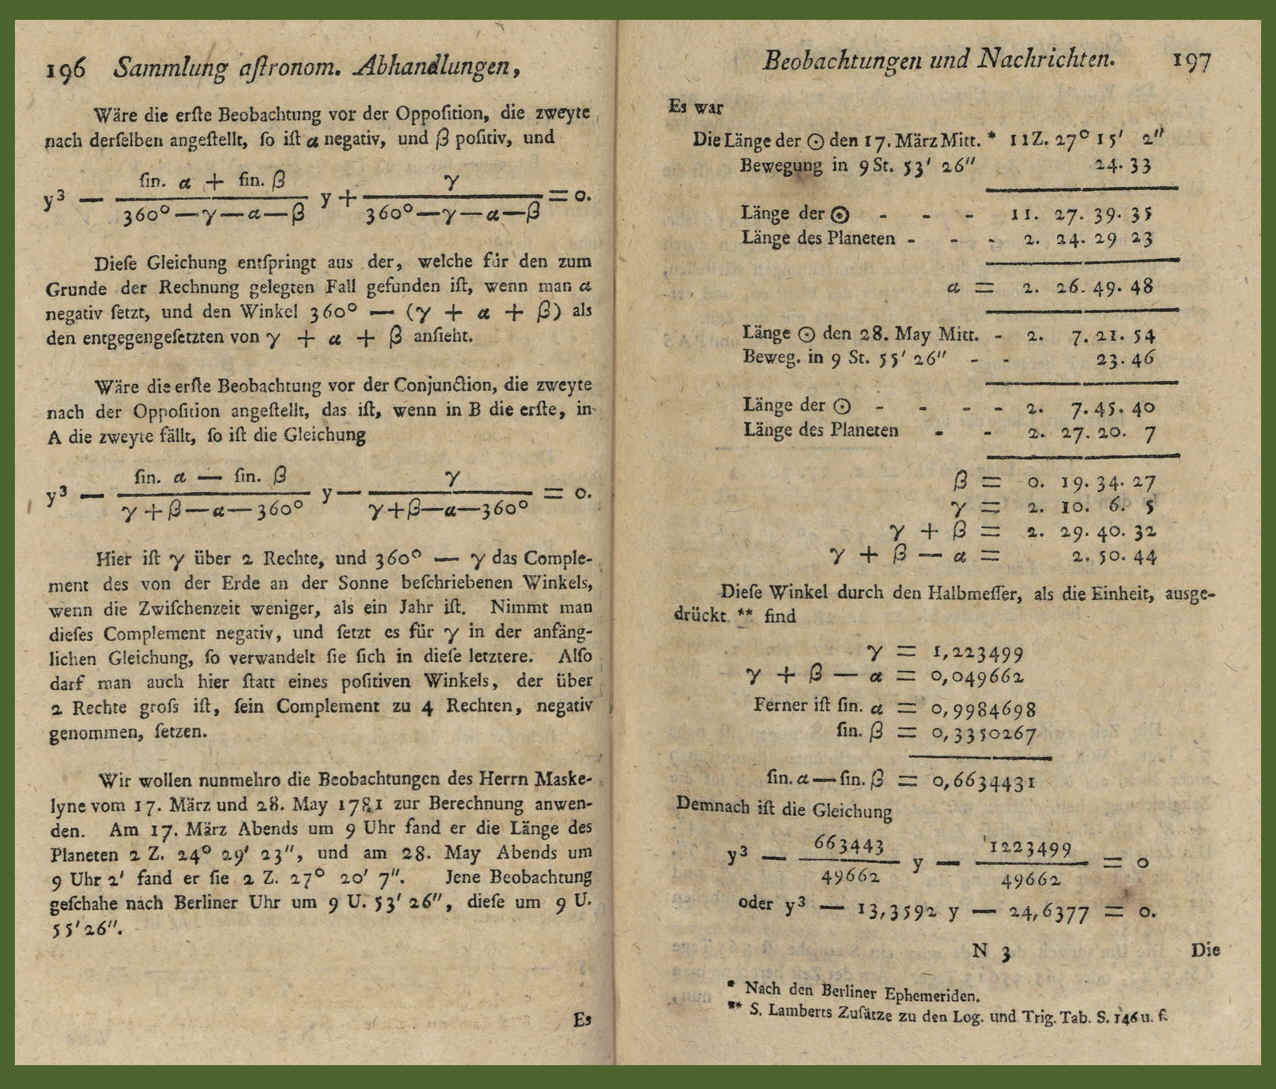 196 Sammlung aſtronom. Abhandlungen,
Wäre die erſte Beobachtung vor der Oppoſition, die zweyte
nach derſelben angeſtellt, ſo iſt α negativ, und β poſitiv, und
y³ — (ſin. α + ſin. β)/(360° — γ — α — β) y + γ/(360° — γ — α — β) = 0.
Dieſe Gleichung entſpringt aus der, welche für den zum
Grunde der Rechnung gelegten Fall gefunden iſt, wenn man α
negativ ſetzt, und den Winkel 360° — (γ + α + β) als
den entgegengeſetzten von γ + α + β anſieht.
Wäre die erſte Beobachtung vor der Conjunction, die zweyte
nach der Oppoſition angeſtellt, das iſt, wenn in B die erſte, in
A die zweyte fällt, ſo iſt die Gleichung
y³ — (ſin. α — ſin. β)/(γ + β — α — 360°) y — γ/(γ + β — α — 360°) = 0.
Hier iſt γ über 2 Rechte, und 360° — γ das Comple-
ment des von der Erde an der Sonne beſchriebenen Winkels,
wenn die Zwiſchenzeit weniger, als ein Jahr iſt. Nimmt man
dieſes Complement negativ, und ſetzt es für γ in der anfäng-
lichen Gleichung, ſo verwandelt ſie ſich in dieſe letztere. Alſo
darf man auch hier ſtatt eines poſitiven Winkels, der über
2 Rechte groſs iſt, ſein Complement zu 4 Rechten, negativ
genommen, ſetzen.
Wir wollen nunmehro die Beobachtungen des Herrn Maske-
lyne vom 17. März und 28. May 1781 zur Berechnung anwen-
den. Am 17. März Abends um 9 Uhr fand er die Länge des
Planeten 2 Z. 24° 29′ 23″, und am 28. May Abends um
9 Uhr 2′ fand er ſie 2 Z. 27° 20′ 7″. Jene Beobachtung
geſchahe nach Berliner Uhr um 9 U. 53′ 26″, dieſe um 9 U.
55′ 26″.
Es
Beobachtungen und Nachrichten. 197
Es war
Die Länge der ☉ den 17. März Mitt. * 11Z. 27° 15′ 2″
Bewegung in 9 St. 53′ 26″ 24. 33
Länge der ☉ - - - 11. 27. 39. 35
Länge des Planeten - - - 2. 24. 29 23
α = 2. 26. 49. 48
Länge ☉ den 28. May Mitt. - 2. 7. 21. 54
Beweg. in 9 St. 55′ 26″ - - 23. 46
Länge der ☉ - - - - 2. 7. 45. 40
Länge des Planeten - - 2. 27. 20. 7
β = 0. 19. 34. 27
γ = 2. 10. 6. 5
γ + β = 2. 29. 40. 32
γ + β — α = 2. 50. 44
Dieſe Winkel durch den Halbmeſſer, als die Einheit, ausge-
drückt ** ſind
γ = 1,223499
γ + β — α = 0,049662
Ferner iſt ſin. α = 0,9984698
ſin. β = 0,3350267
ſin. α — ſin. β = 0,6634431
Demnach iſt die Gleichung
y³ — 663443/49662 y — 1223499/49662 = 0
oder y³ — 13,3592 y — 24,6377 = 0.
N 3 Die
* Nach den Berliner Ephemeriden.
** S. Lamberts Zuſätze zu den Log. und Trig. Tab. S. 146 u. f.